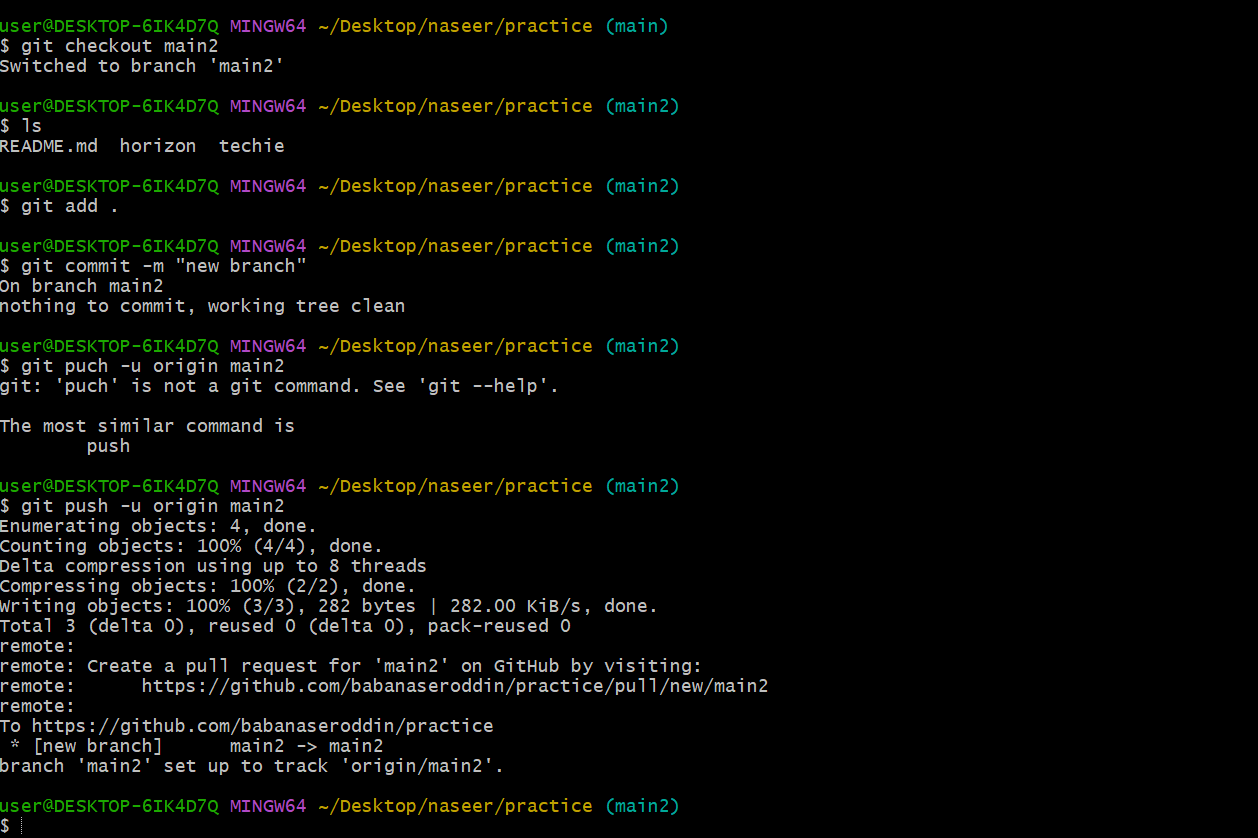 user@DESKTOP-6IK4D7Q MINGW64 ~/Desktop/naseer/practice (main)
$ git checkout main2
Switched to branch 'main2'
user@DESKTOP-6IK4D7Q MINGW64 ~/Desktop/naseer/practice (main2)
$ ls
README.md  horizon  techie
user@DESKTOP-6IK4D7Q MINGW64 ~/Desktop/naseer/practice (main2)
$ git add .
user@DESKTOP-6IK4D7Q MINGW64 ~/Desktop/naseer/practice (main2)
$ git commit -m "new branch"
On branch main2
nothing to commit, working tree clean
user@DESKTOP-6IK4D7Q MINGW64 ~/Desktop/naseer/practice (main2)
$ git puch -u origin main2
git: 'puch' is not a git command. See 'git --help'.
The most similar command is
        push
user@DESKTOP-6IK4D7Q MINGW64 ~/Desktop/naseer/practice (main2)
$ git push -u origin main2
Enumerating objects: 4, done.
Counting objects: 100% (4/4), done.
Delta compression using up to 8 threads
Compressing objects: 100% (2/2), done.
Writing objects: 100% (3/3), 282 bytes | 282.00 KiB/s, done.
Total 3 (delta 0), reused 0 (delta 0), pack-reused 0
remote:
remote: Create a pull request for 'main2' on GitHub by visiting:
remote:      https://github.com/babanaseroddin/practice/pull/new/main2
remote:
To https://github.com/babanaseroddin/practice
 * [new branch]      main2 -> main2
branch 'main2' set up to track 'origin/main2'.
user@DESKTOP-6IK4D7Q MINGW64 ~/Desktop/naseer/practice (main2)
$